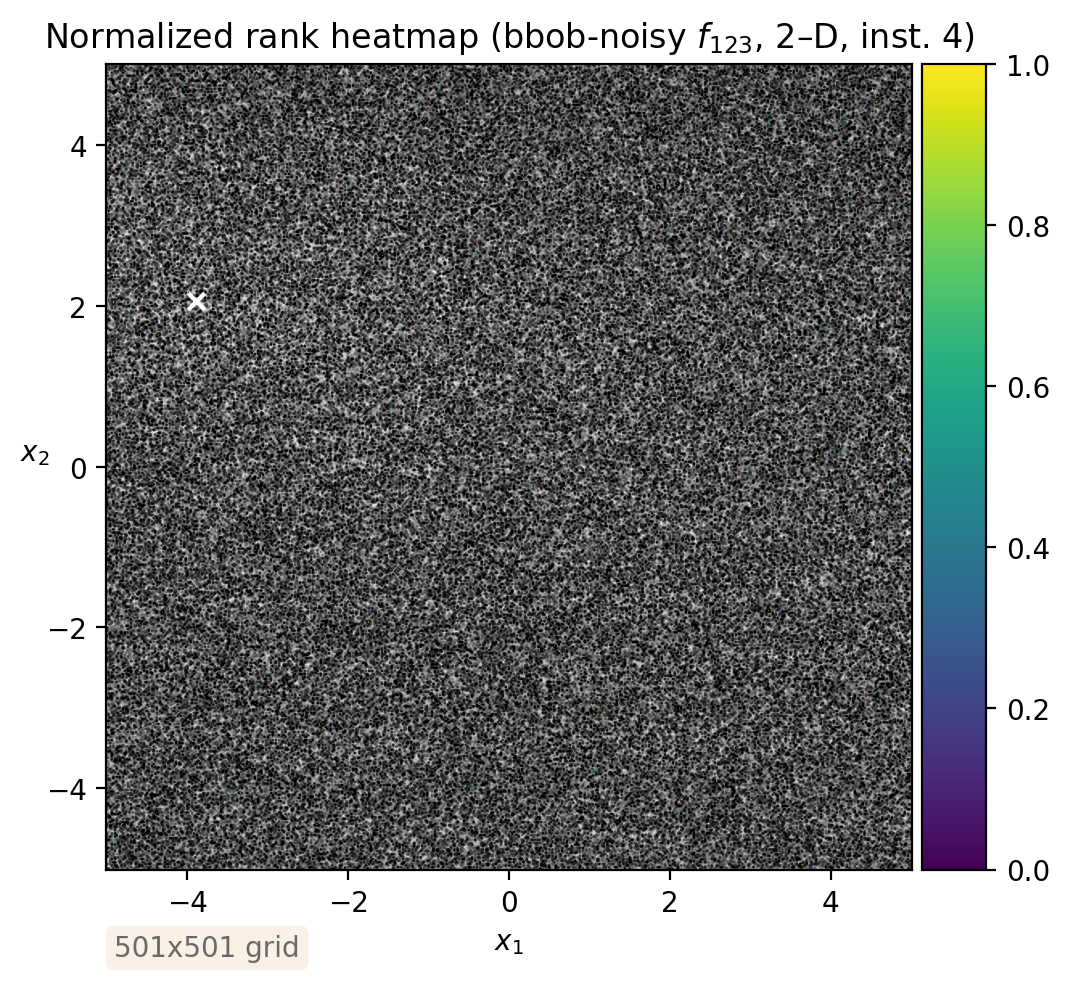 Normalized rank heatmap (bbob-noisy f₁₂₃, 2–D, inst. 4)
1.0
4
0.8
2
0.6
x₂
0
0.4
−2
0.2
−4
0.0
−4 −2 0 2 4
x₁
501x501 grid